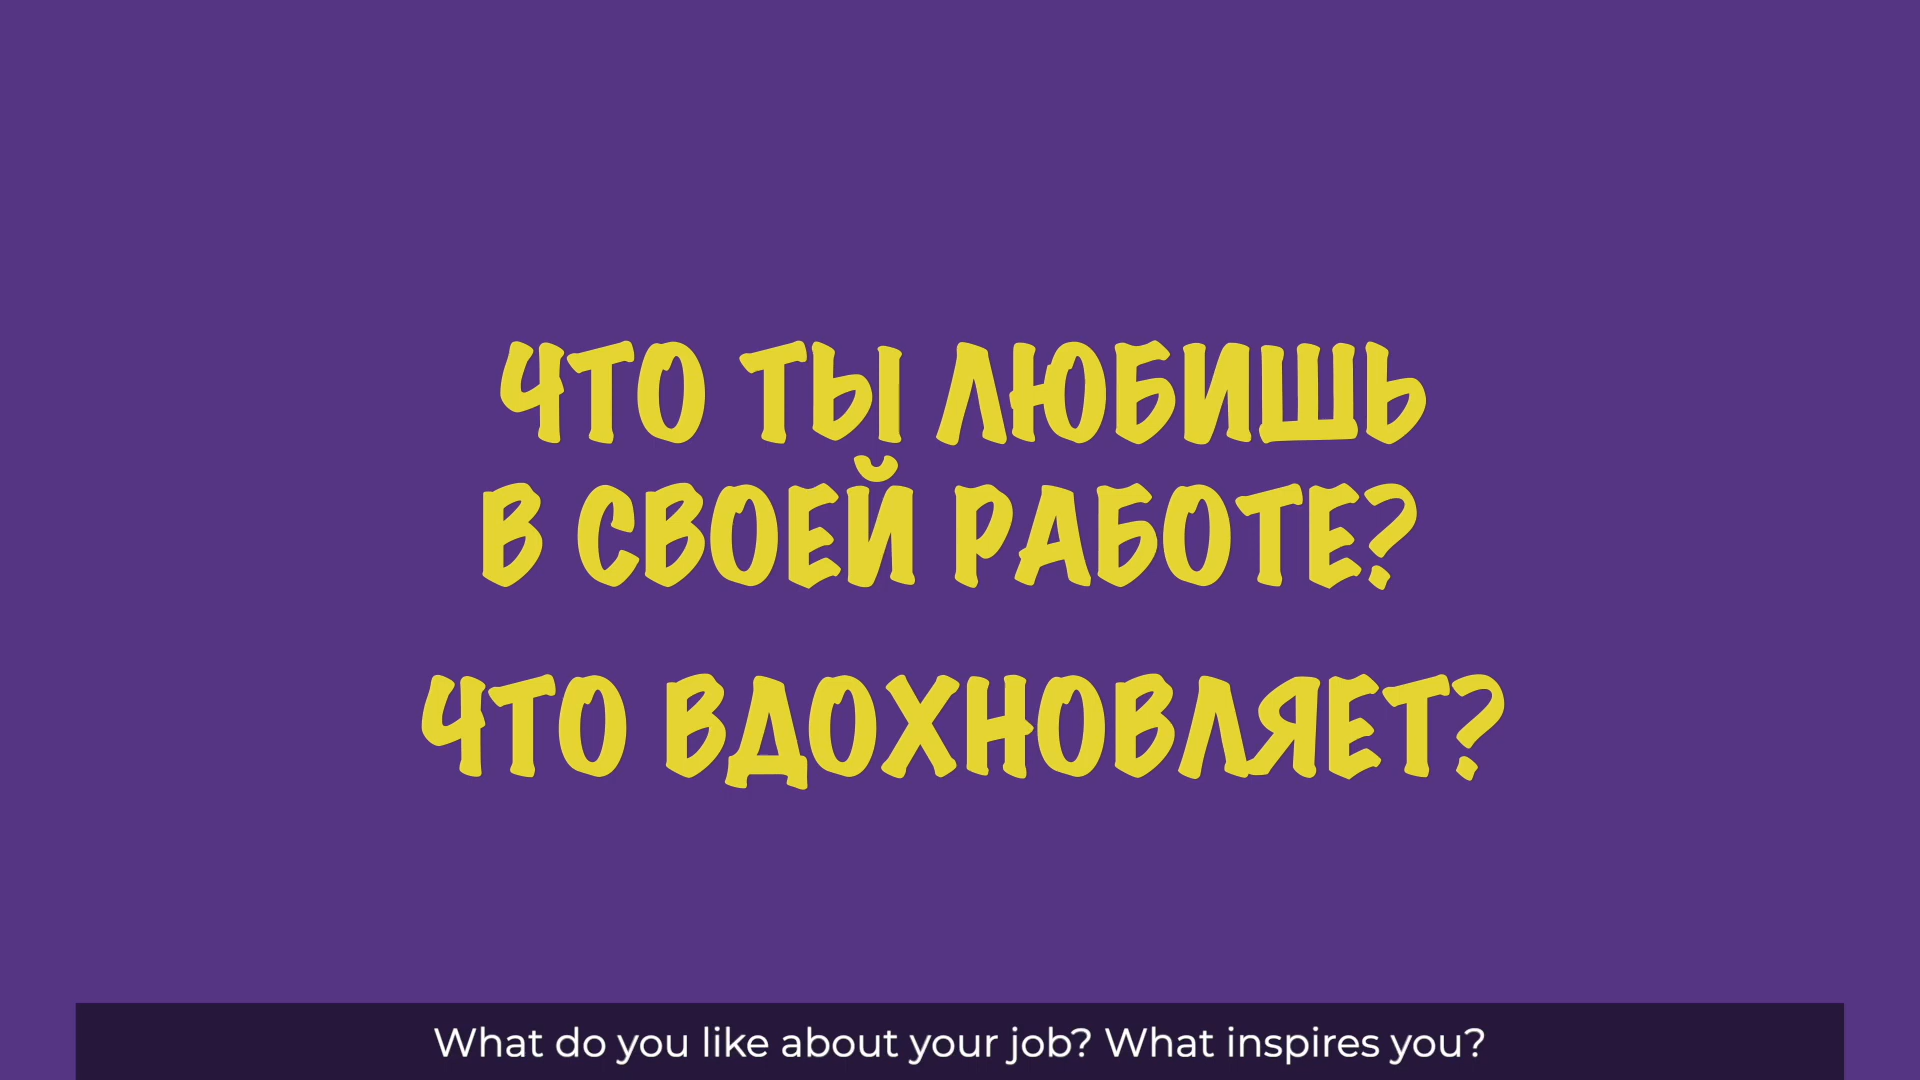 ЧТО ТЫ ЛЮБИШЬ
В СВОЕЙ РАБОТЕ?
ЧТО ВДОХНОВЛЯЕТ?
What do you like about your job? What inspires you?